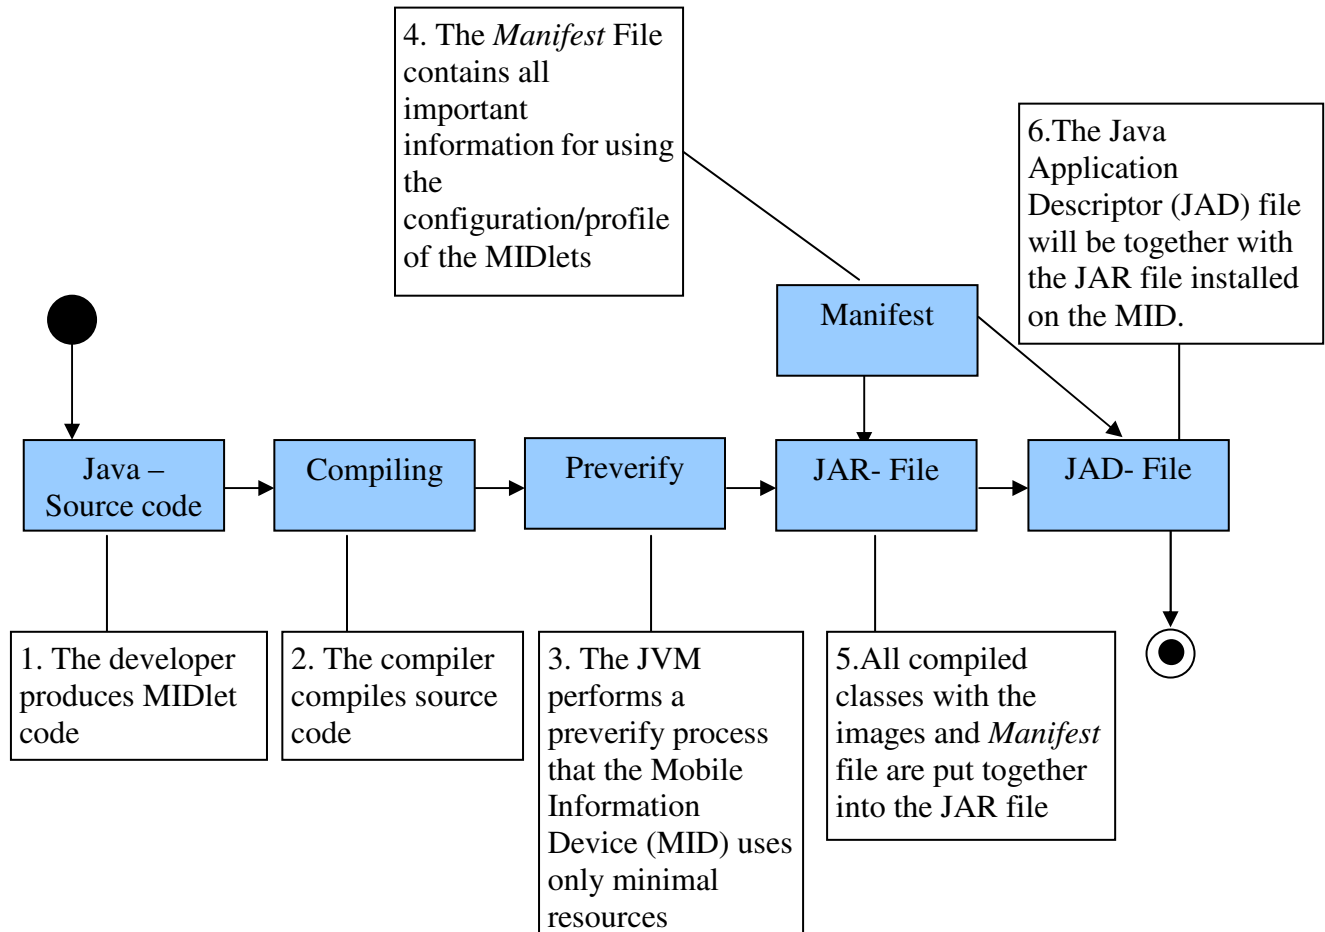 4. The Manifest File
contains all
important
information for using
the
configuration/profile
of the MIDlets
6.The Java
Application
Descriptor (JAD) file
will be together with
the JAR file installed
on the MID.
Manifest
Java –
Source code
Compiling
Preverify
JAR- File
JAD- File
1. The developer
produces MIDlet
code
2. The compiler
compiles source
code
3. The JVM
performs a
preverify process
that the Mobile
Information
Device (MID) uses
only minimal
resources
5.All compiled
classes with the
images and Manifest
file are put together
into the JAR file